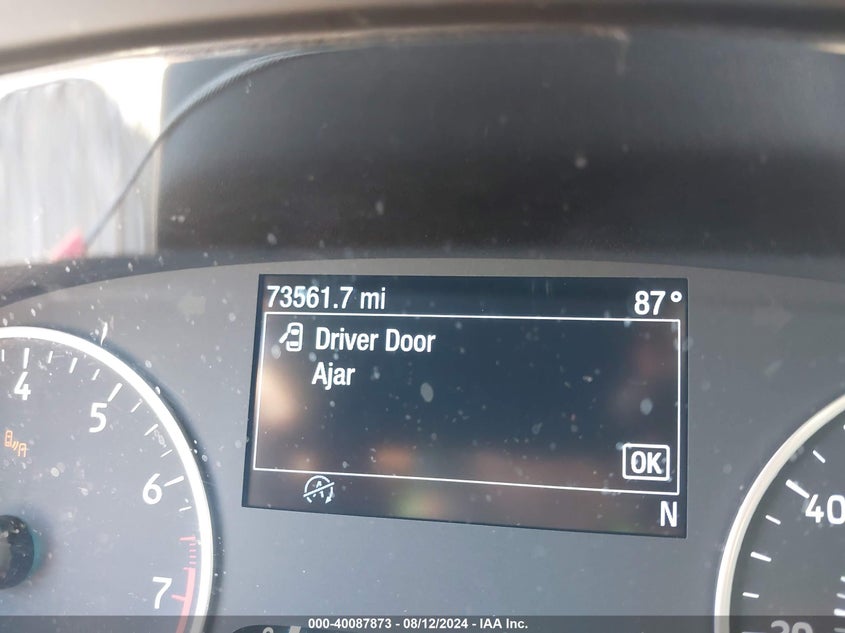 73561.7 mi 87°
Driver Door
Ajar
OK
N
4
5
6
7
40
20
000-40087873 - 08/12/2024 - IAA Inc.